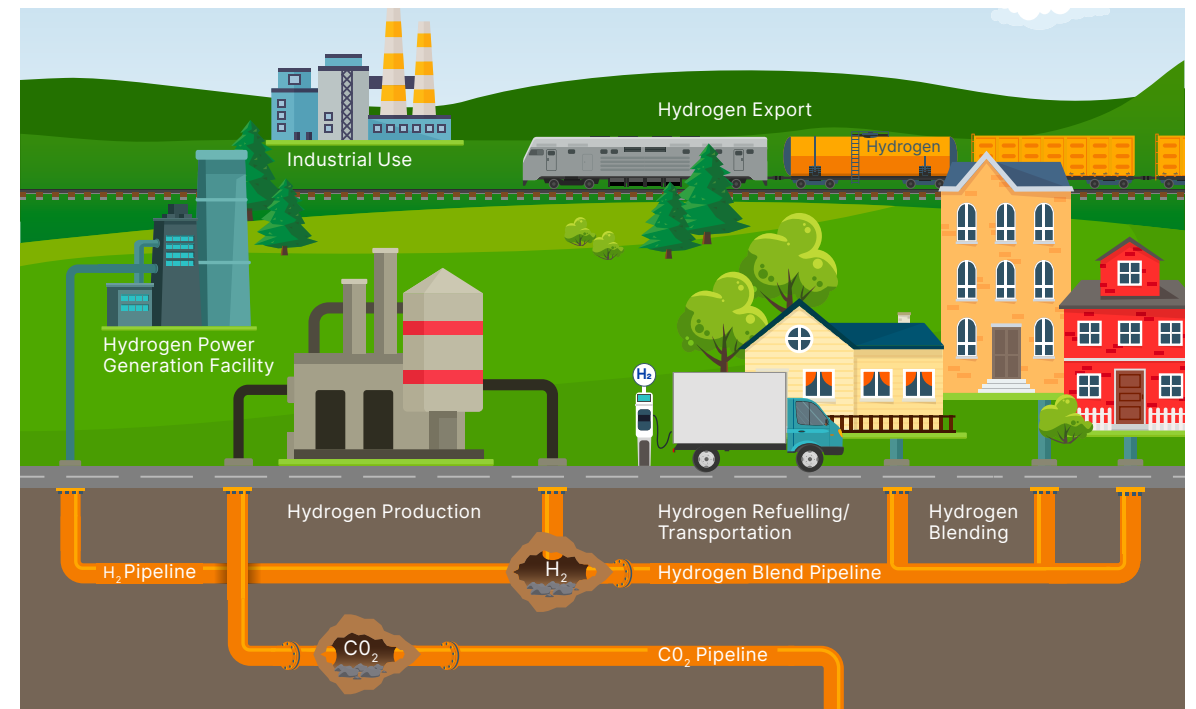 Hydrogen Export
Hydrogen
Industrial Use
Hydrogen Power
Generation Facility
H₂
Hydrogen Production
Hydrogen Refuelling/
Transportation
Hydrogen
Blending
H₂ Pipeline
H₂
Hydrogen Blend Pipeline
C0₂
C0₂ Pipeline